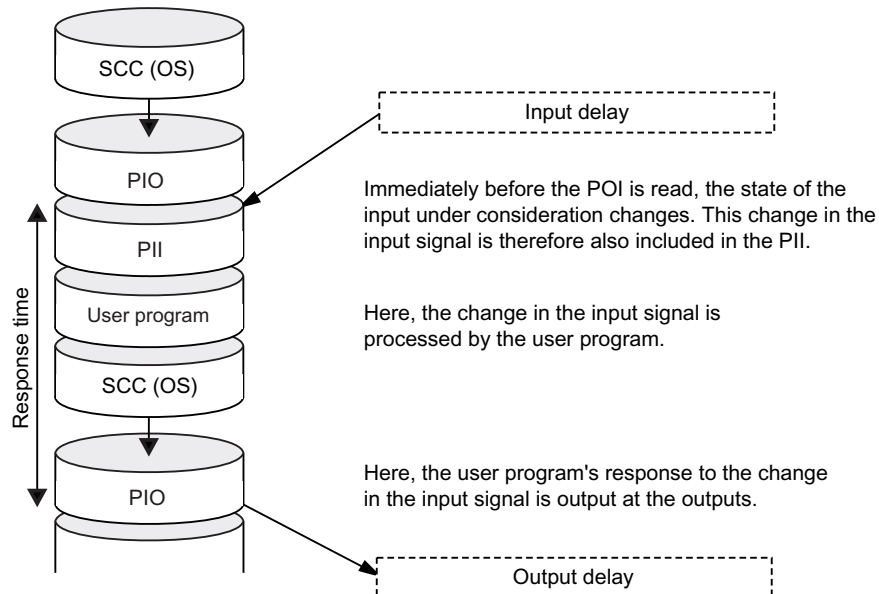 SCC (OS)
Input delay
PIO
Immediately before the POI is read, the state of the
input under consideration changes. This change in the
input signal is therefore also included in the PII.
PII
User program
Here, the change in the input signal is
processed by the user program.
Response time
SCC (OS)
Here, the user program's response to the change
in the input signal is output at the outputs.
PIO
Output delay